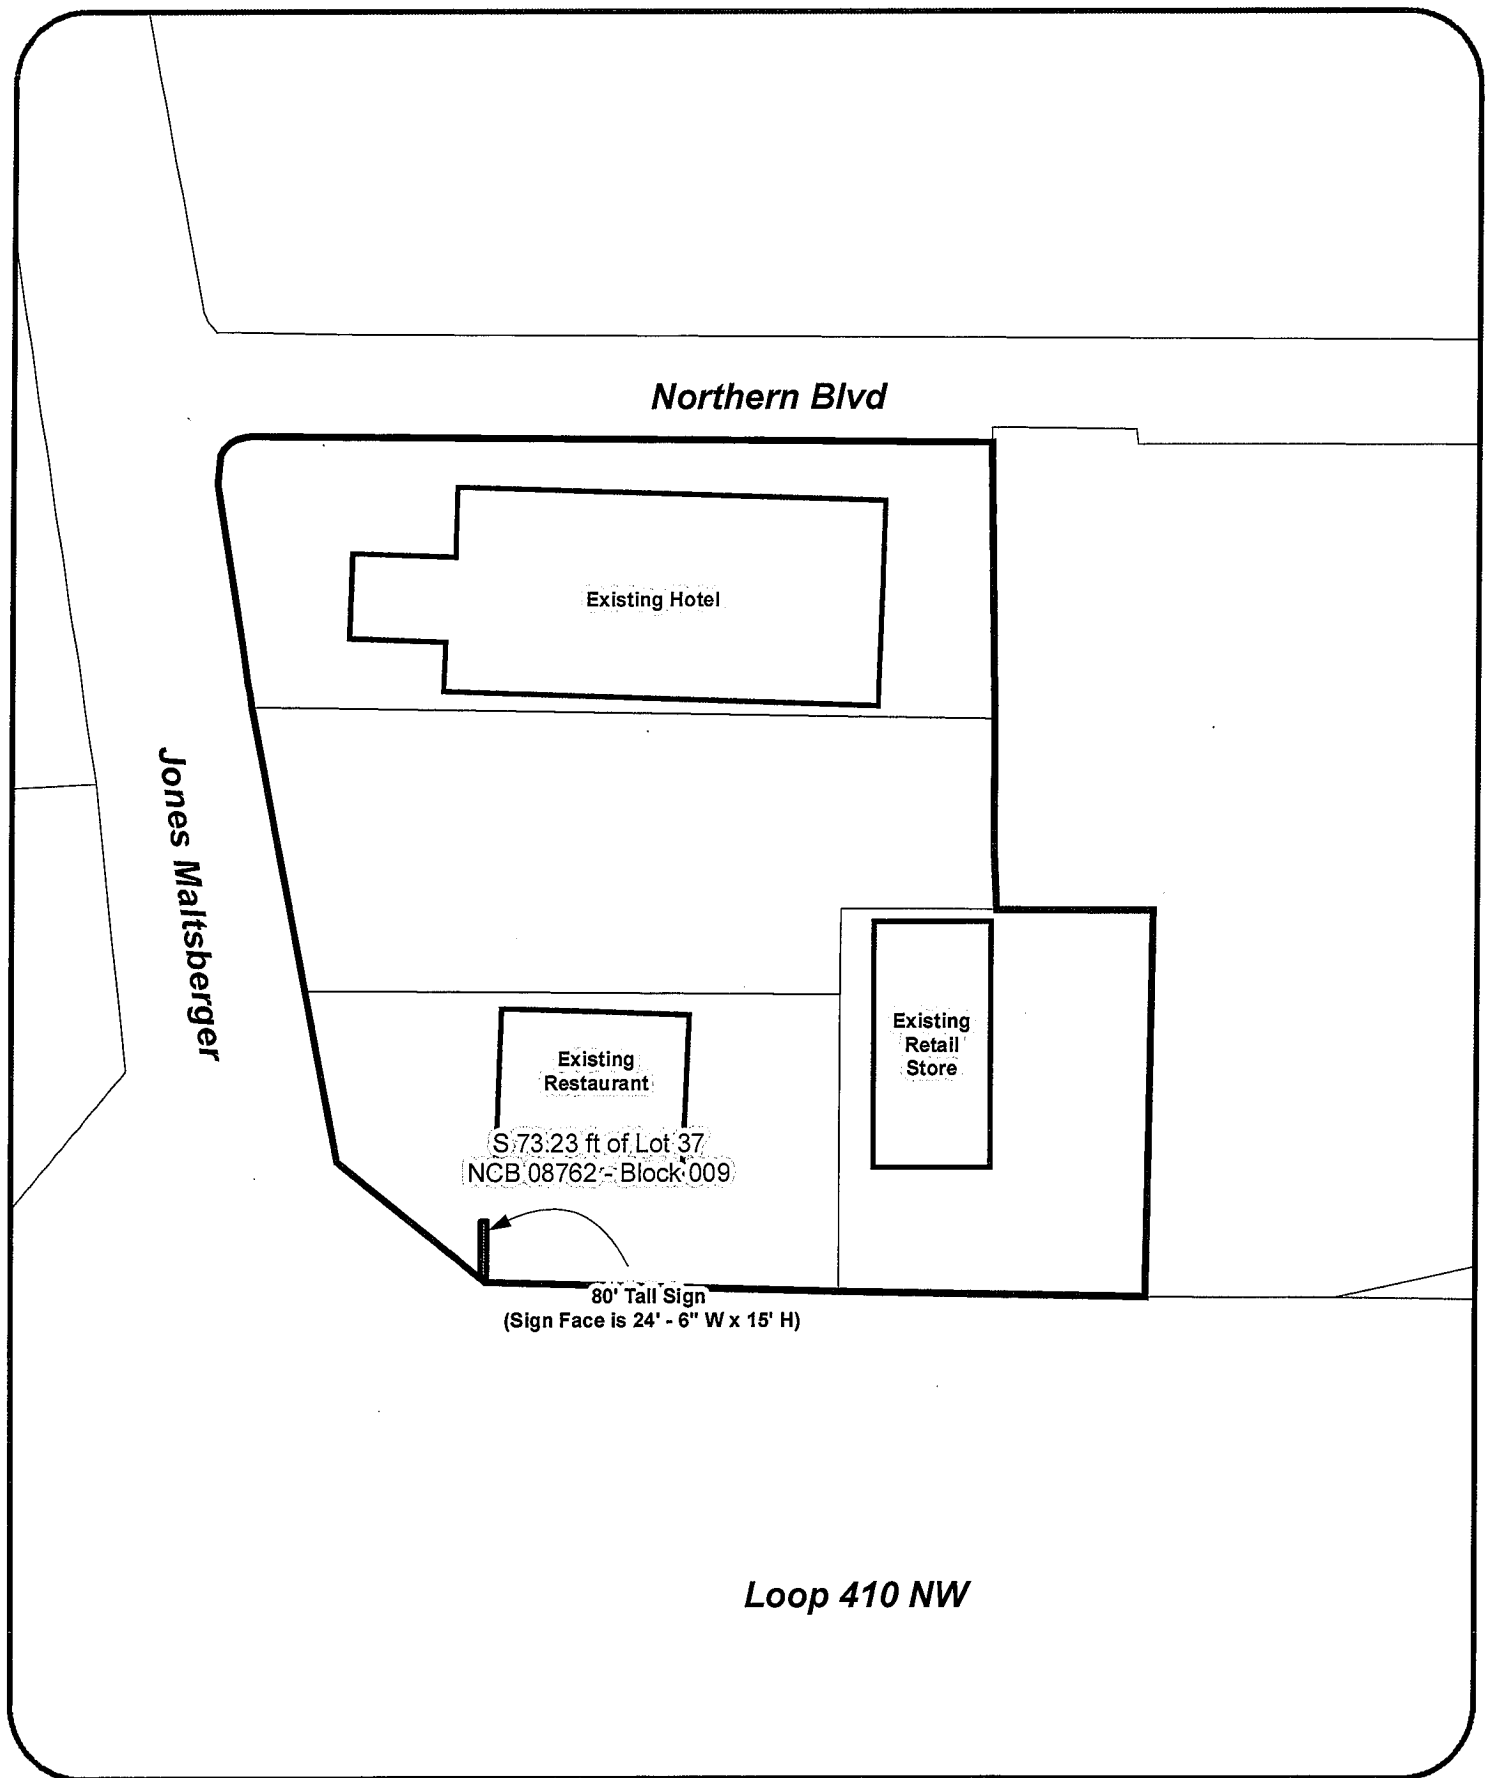 Northern Blvd
Existing Hotel
Jones Maltsberger
Existing
Retail
Store
Existing
Restaurant
S 73.23 ft of Lot 37
NCB 08762 - Block 009
80' Tall Sign
(Sign Face is 24' - 6" W x 15' H)
Loop 410 NW